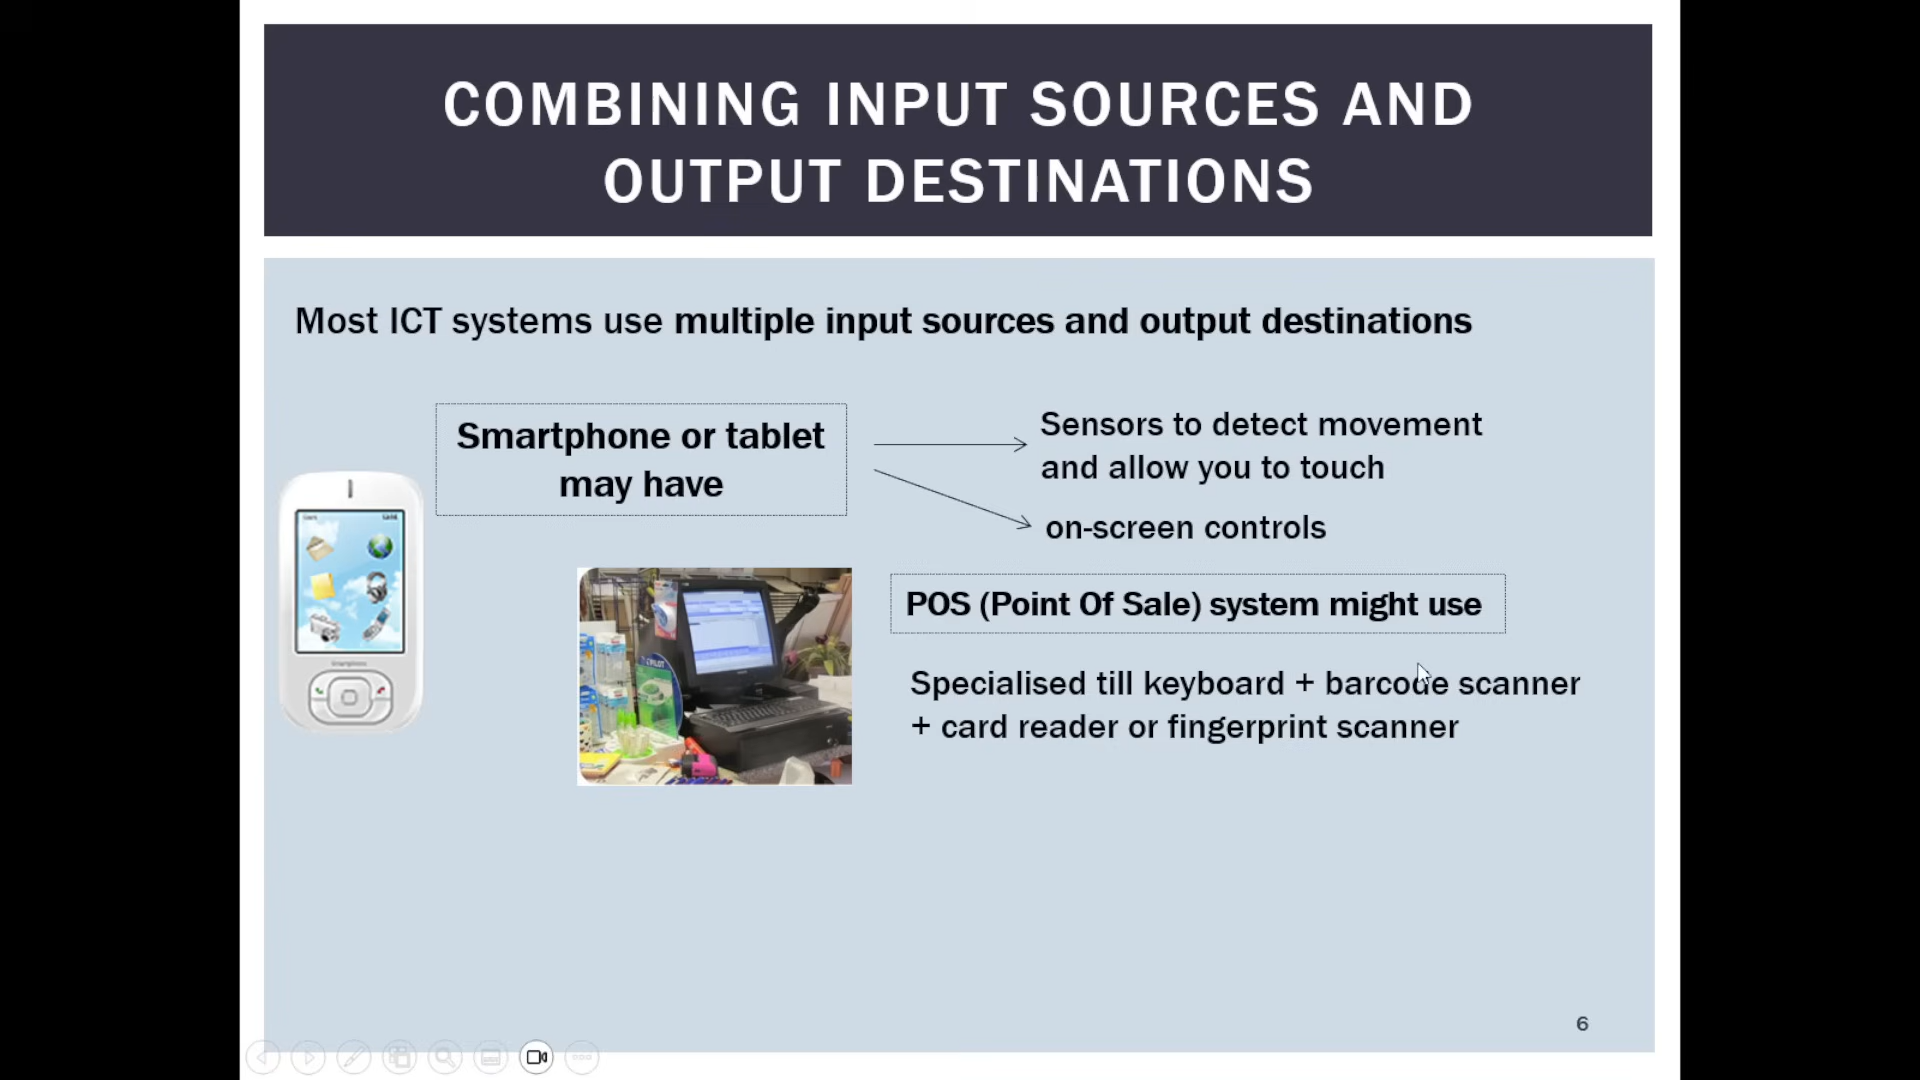 COMBINING INPUT SOURCES AND
OUTPUT DESTINATIONS
Most ICT systems use multiple input sources and output destinations
Smartphone or tablet
may have
Sensors to detect movement
and allow you to touch
on-screen controls
POS (Point Of Sale) system might use
Specialised till keyboard + barcode scanner
+ card reader or fingerprint scanner
6